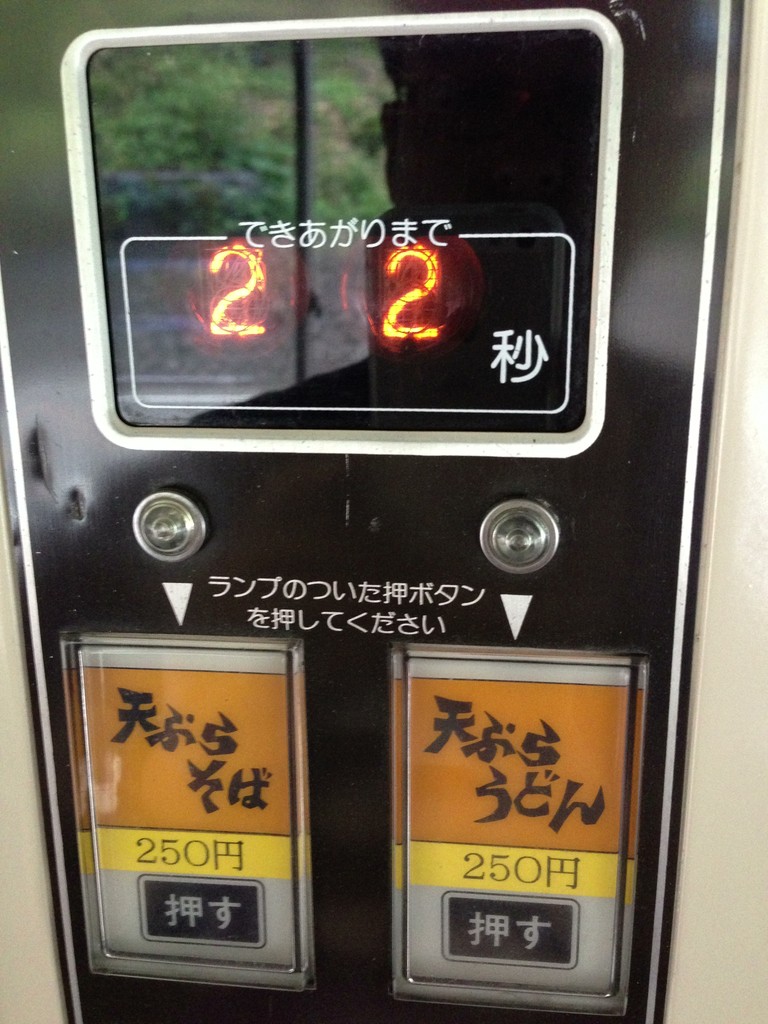 できあがりまで
22
秒
ランプのついた押ボタン
を押してください
天ぷら
そば
250円
押す
天ぷら
うどん
250円
押す